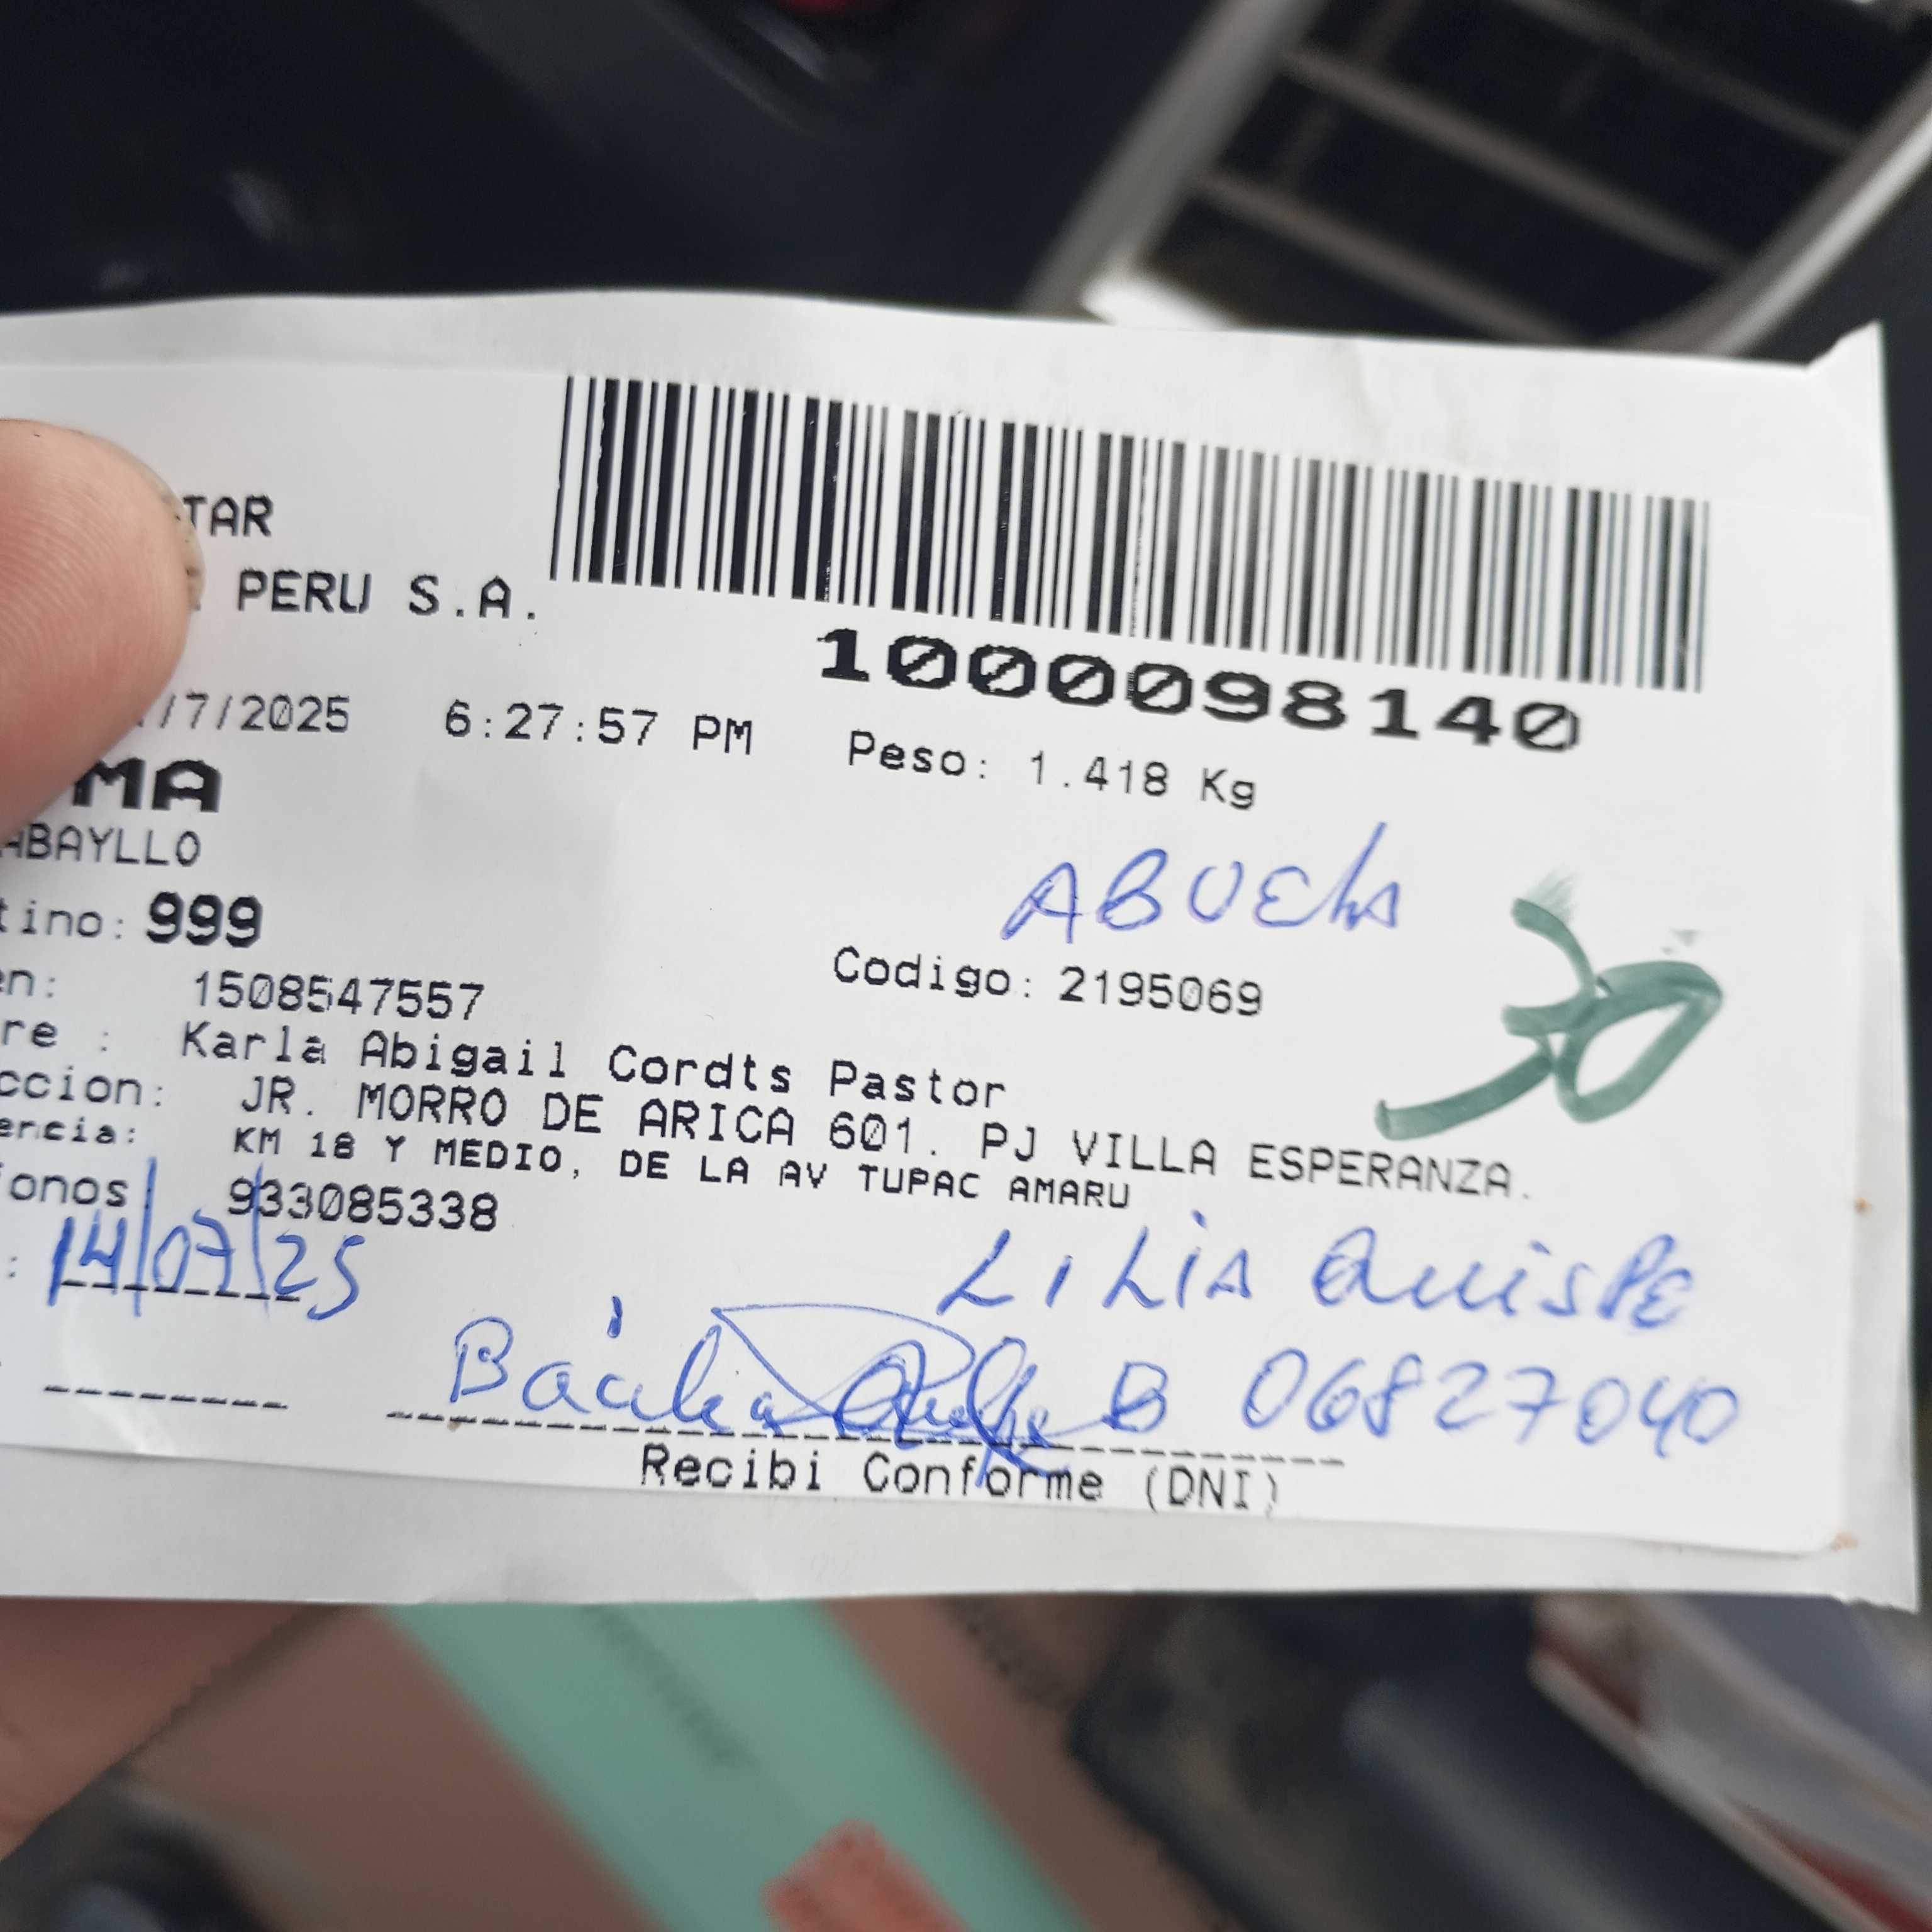 TAR
PERU S.A.
1000098140
/7/2025 6:27:57 PM Peso: 1.418 Kg
MA
ABAYLLO
ABUELA
tino: 999
Codigo: 2195069
30
en: 1508547557
re : Karla Abigail Cordts Pastor
ccion: JR. MORRO DE ARICA 601. PJ VILLA ESPERANZA.
encia: KM 18 Y MEDIO, DE LA AV TUPAC AMARU
onos 933085338
: 14/07/25
LILIA QuisPE
B 06827040
Recibi Conforme (DNI)